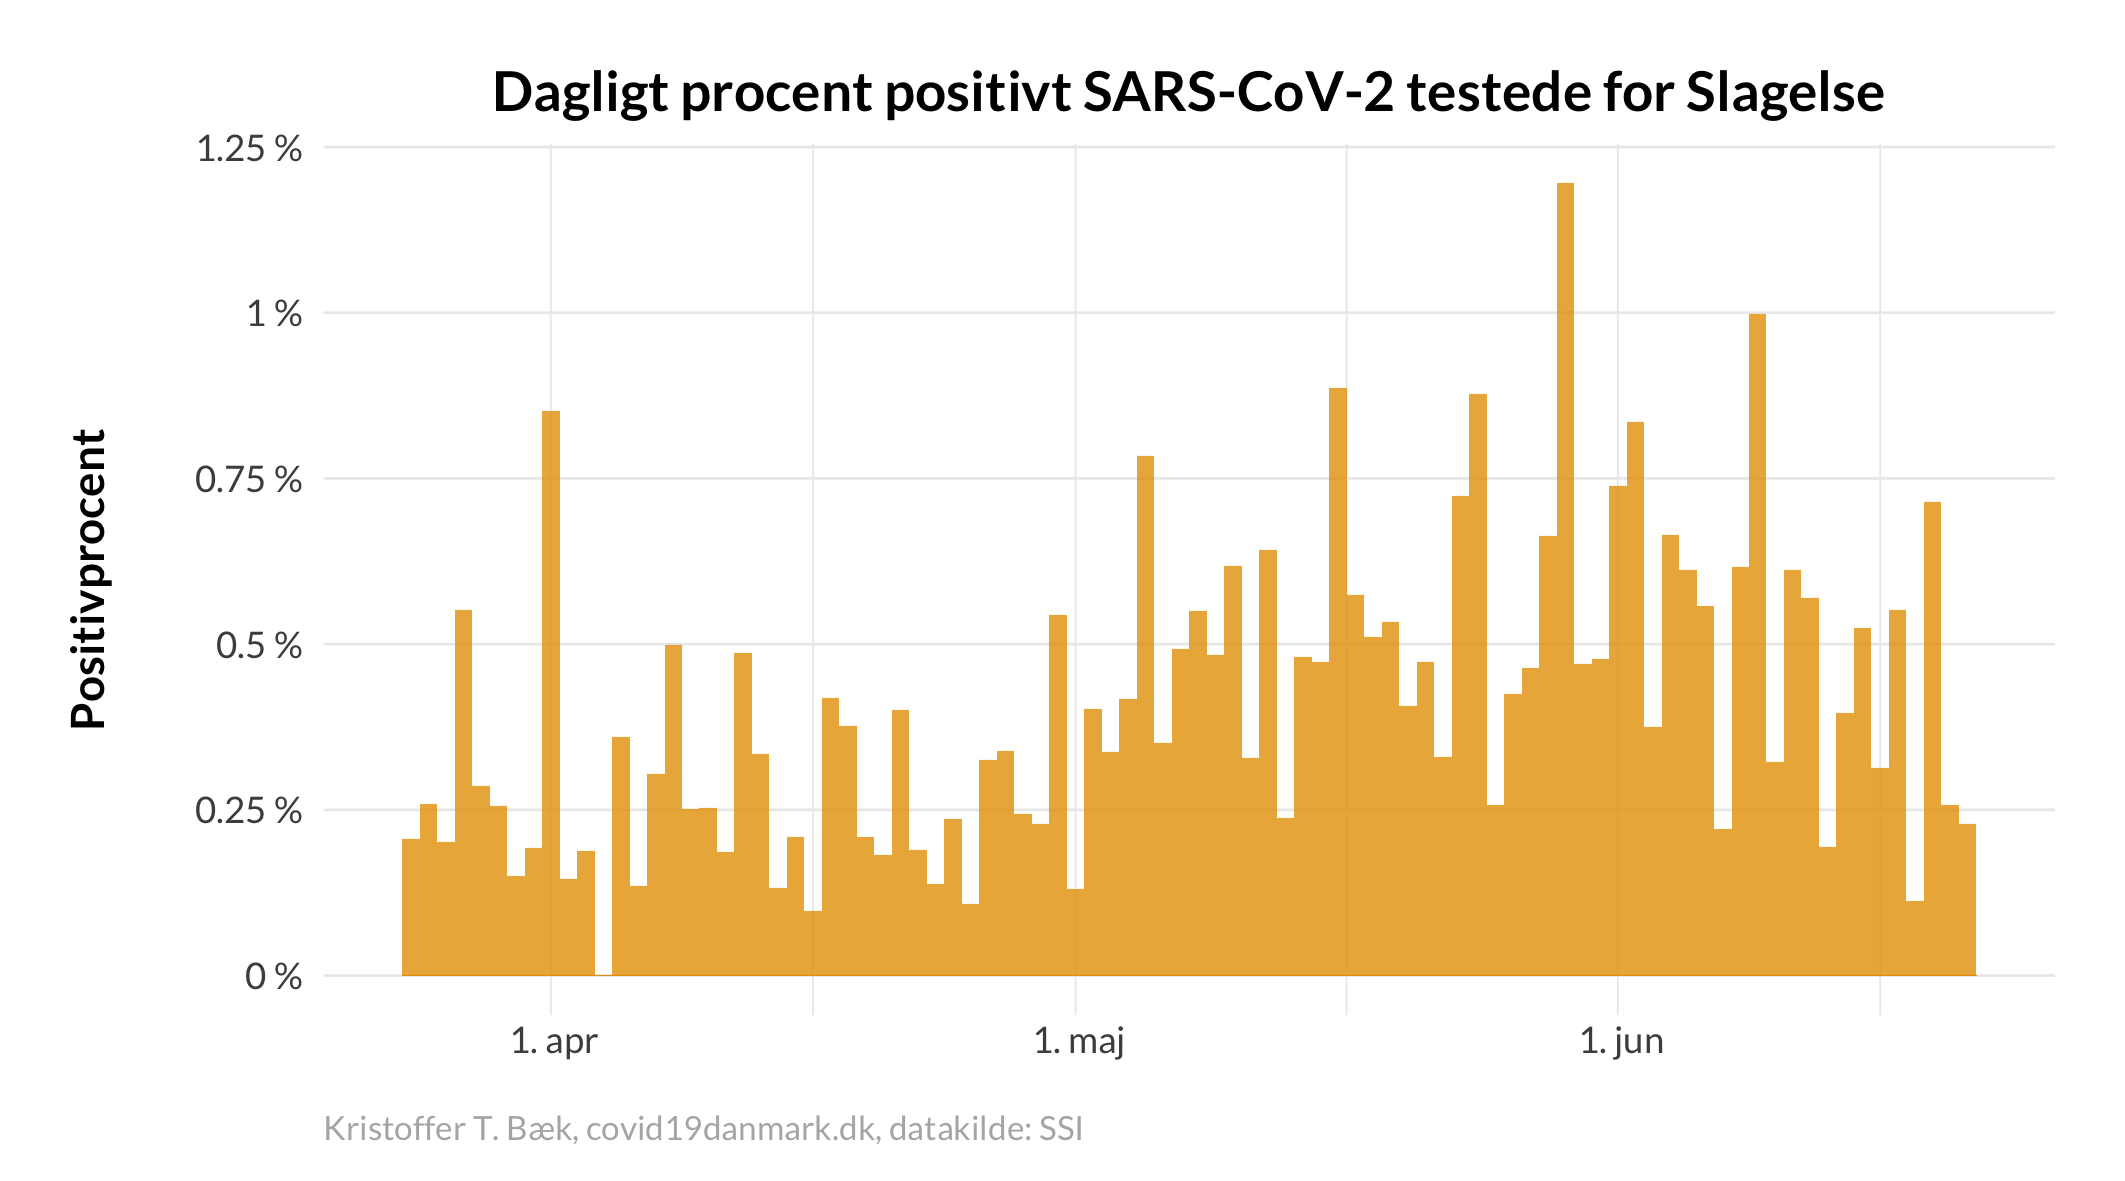 Dagligt procent positivt SARS-CoV-2 testede for Slagelse
Positivprocent
1.25 %
1 %
0.75 %
0.5 %
0.25 %
0 %
1. apr
1. maj
1. jun
Kristoffer T. Bæk, covid19danmark.dk, datakilde: SSI